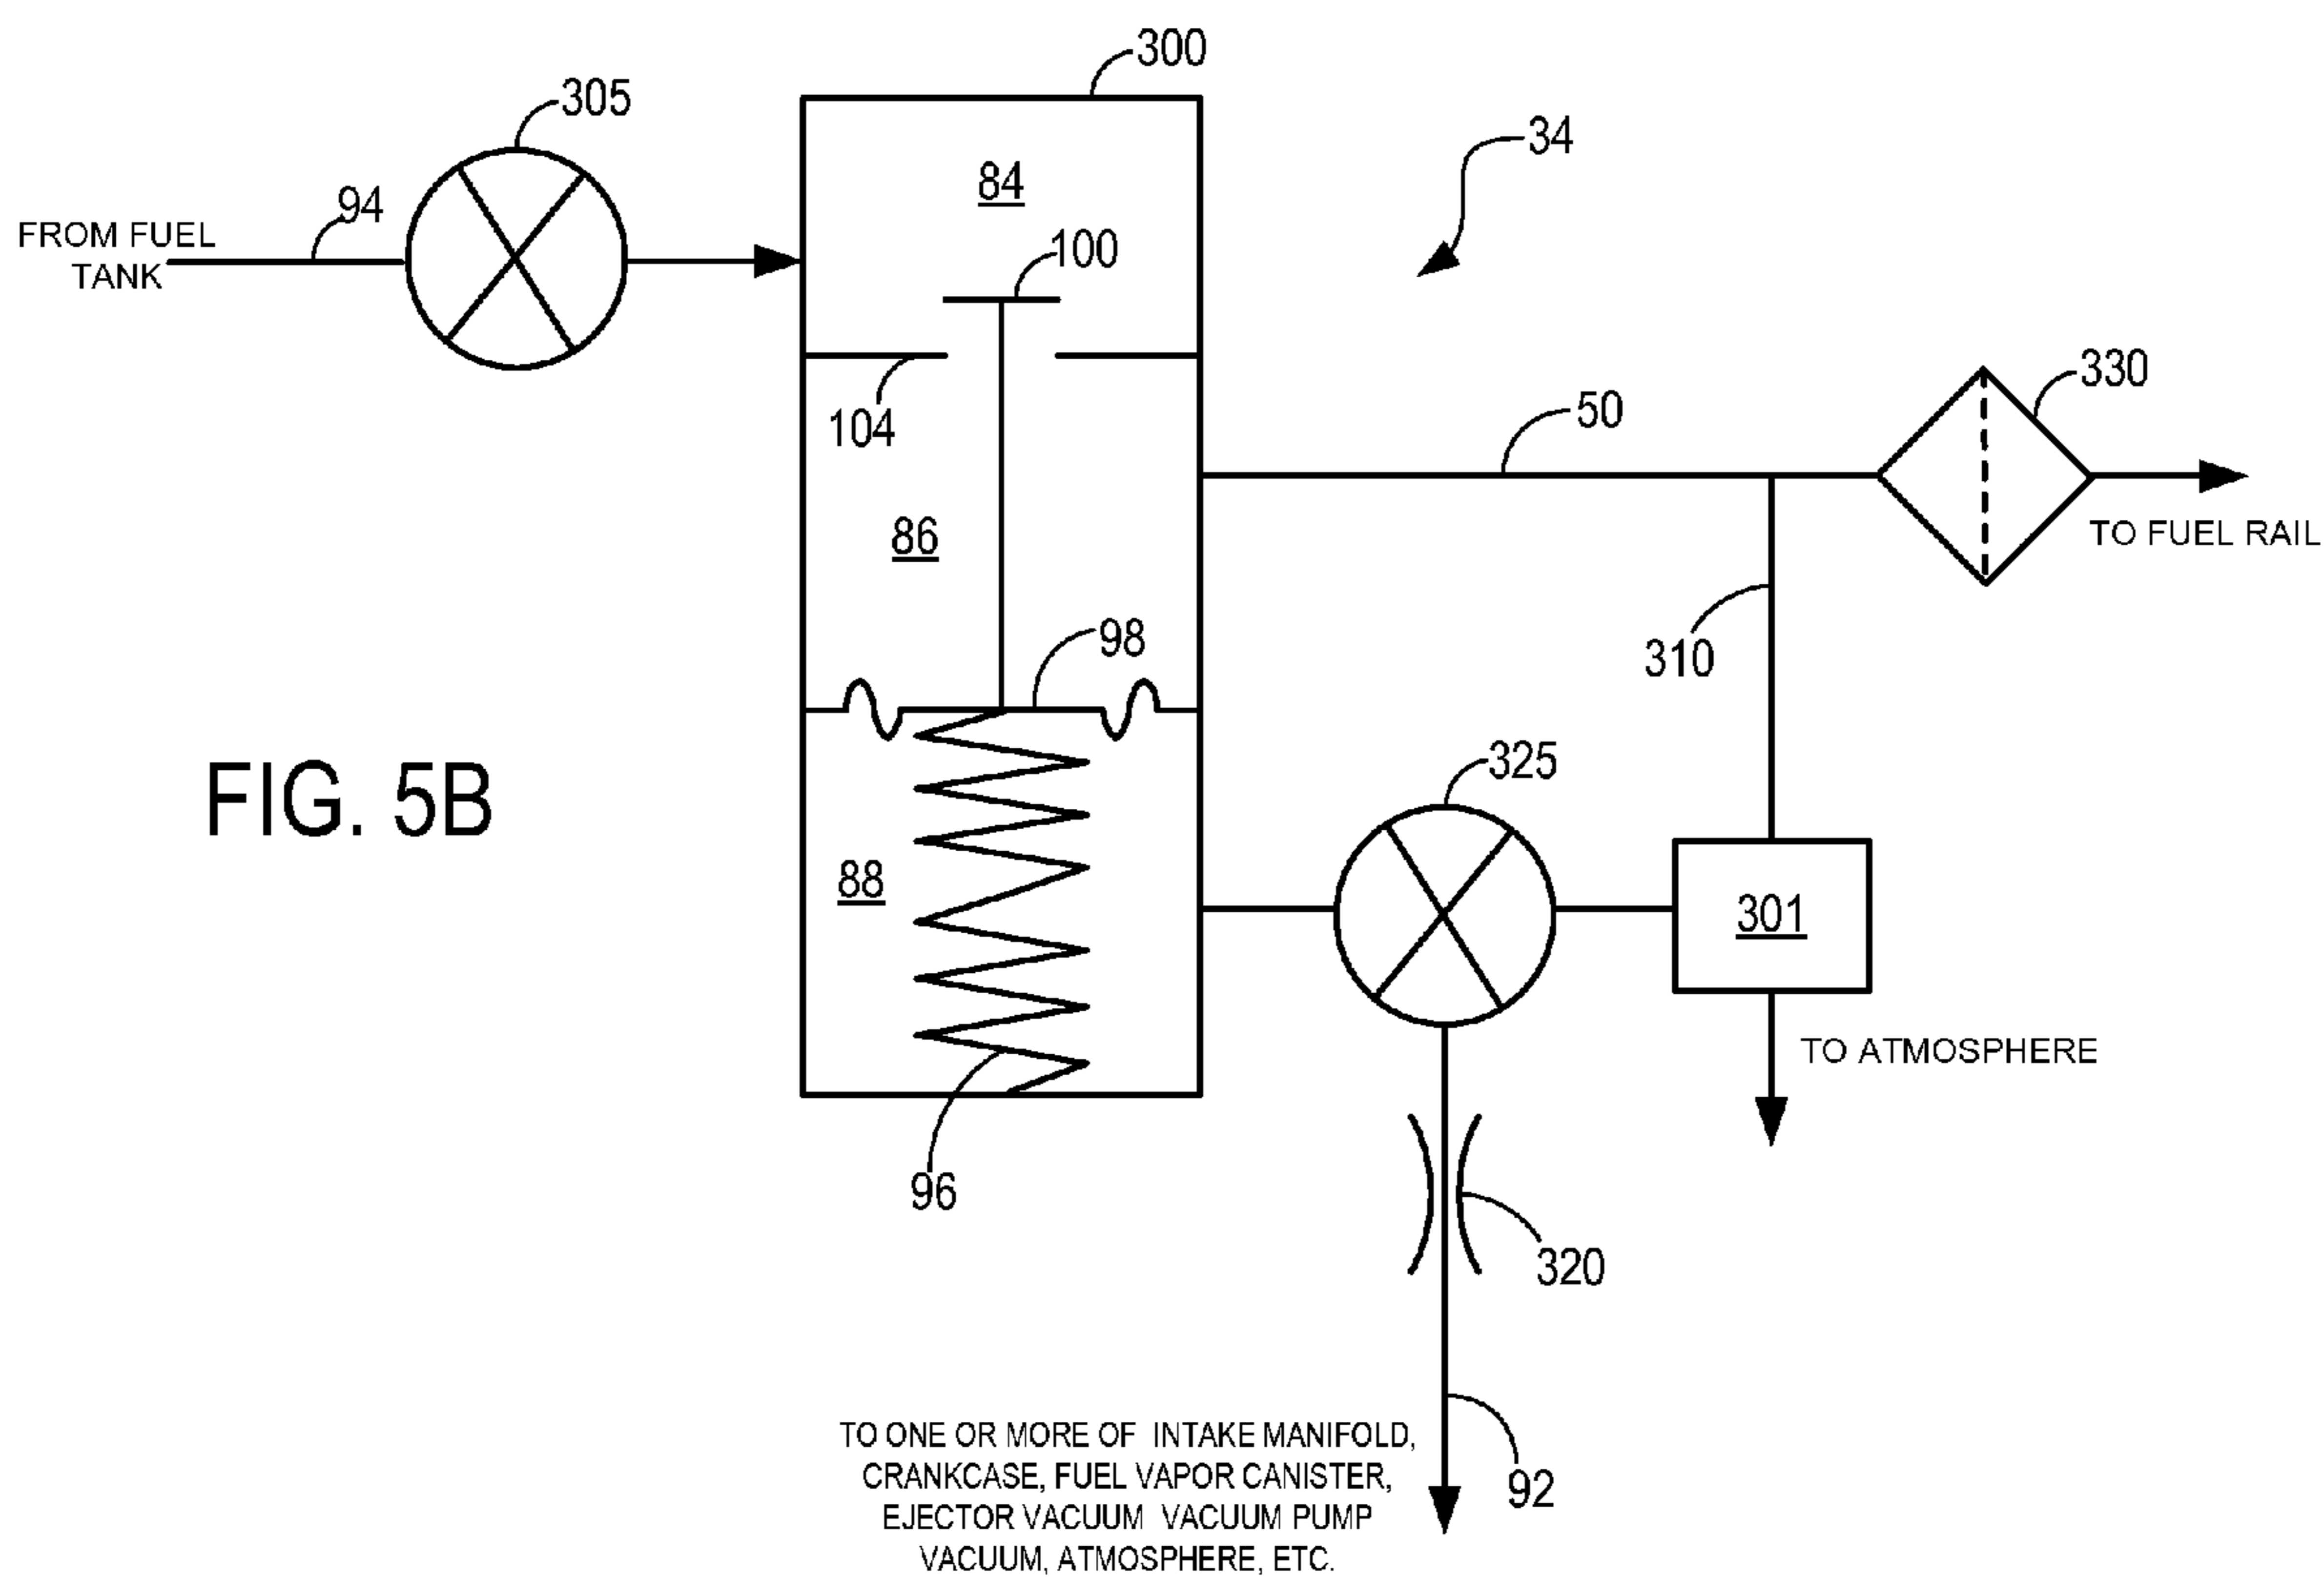 300
305
34
84
94
FROM FUEL
TANK
100
330
104
50
86
TO FUEL RAIL
98
310
325
FIG. 5B
88
301
TO ATMOSPHERE
96
320
TO ONE OR MORE OF INTAKE MANIFOLD,
CRANKCASE, FUEL VAPOR CANISTER,
EJECTOR VACUUM VACUUM PUMP
VACUUM, ATMOSPHERE, ETC.
92